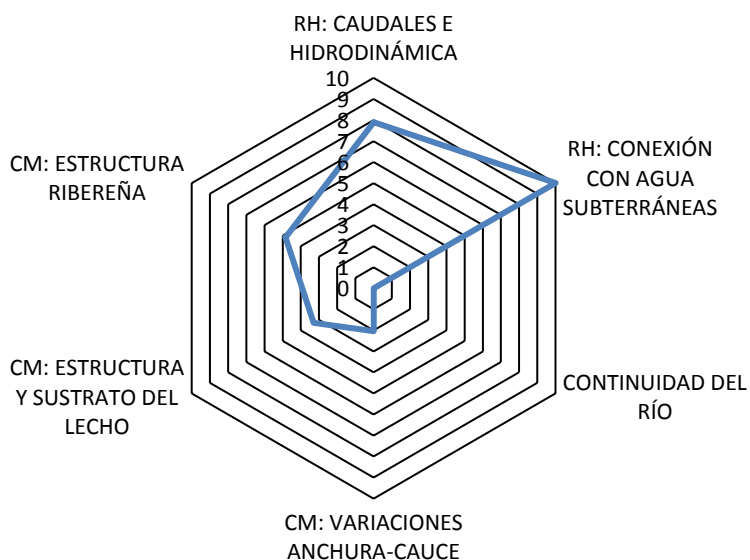 RH: CAUDALES E
HIDRODINÁMICA
10
9
8
7
6
5
4
3
2
1
0
RH: CONEXIÓN
CON AGUA
SUBTERRÁNEAS
CONTINUIDAD DEL
RÍO
CM: VARIACIONES
ANCHURA-CAUCE
CM: ESTRUCTURA
Y SUSTRATO DEL
LECHO
CM: ESTRUCTURA
RIBEREÑA